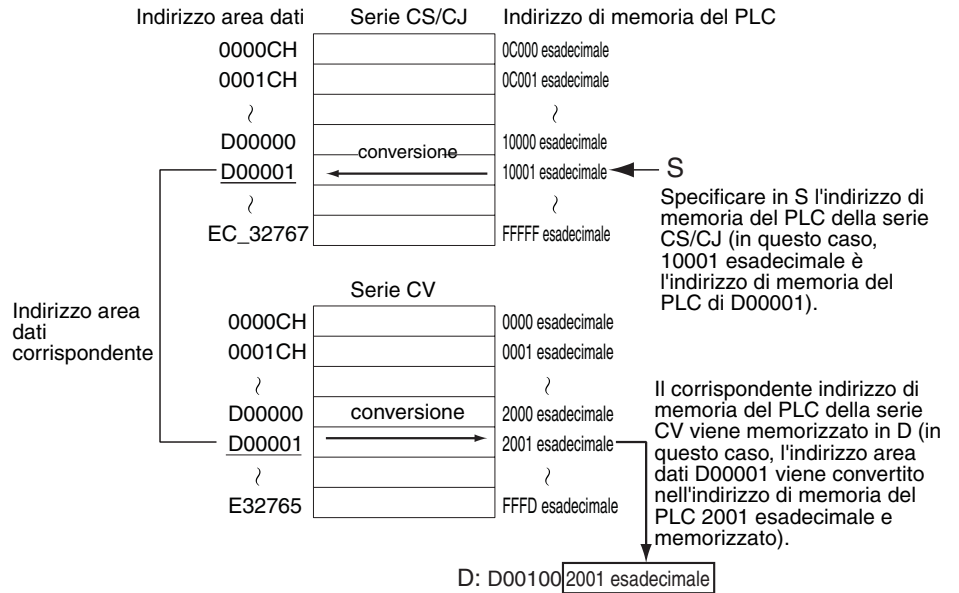 Indirizzo area dati Serie CS/CJ Indirizzo di memoria del PLC
0000CH 0C000 esadecimale
0001CH 0C001 esadecimale
D00000 10000 esadecimale
conversione
D00001 10001 esadecimale S
EC_32767 FFFFF esadecimale
Specificare in S l'indirizzo di
memoria del PLC della serie
CS/CJ (in questo caso,
10001 esadecimale è
l'indirizzo di memoria del
PLC di D00001).
Indirizzo area
dati
corrispondente
Serie CV
0000CH 0000 esadecimale
0001CH 0001 esadecimale
D00000 conversione 2000 esadecimale
D00001 2001 esadecimale
E32765 FFFD esadecimale
Il corrispondente indirizzo di
memoria del PLC della serie
CV viene memorizzato in D (in
questo caso, l'indirizzo area
dati D00001 viene convertito
nell'indirizzo di memoria del
PLC 2001 esadecimale e
memorizzato).
D: D00100 2001 esadecimale